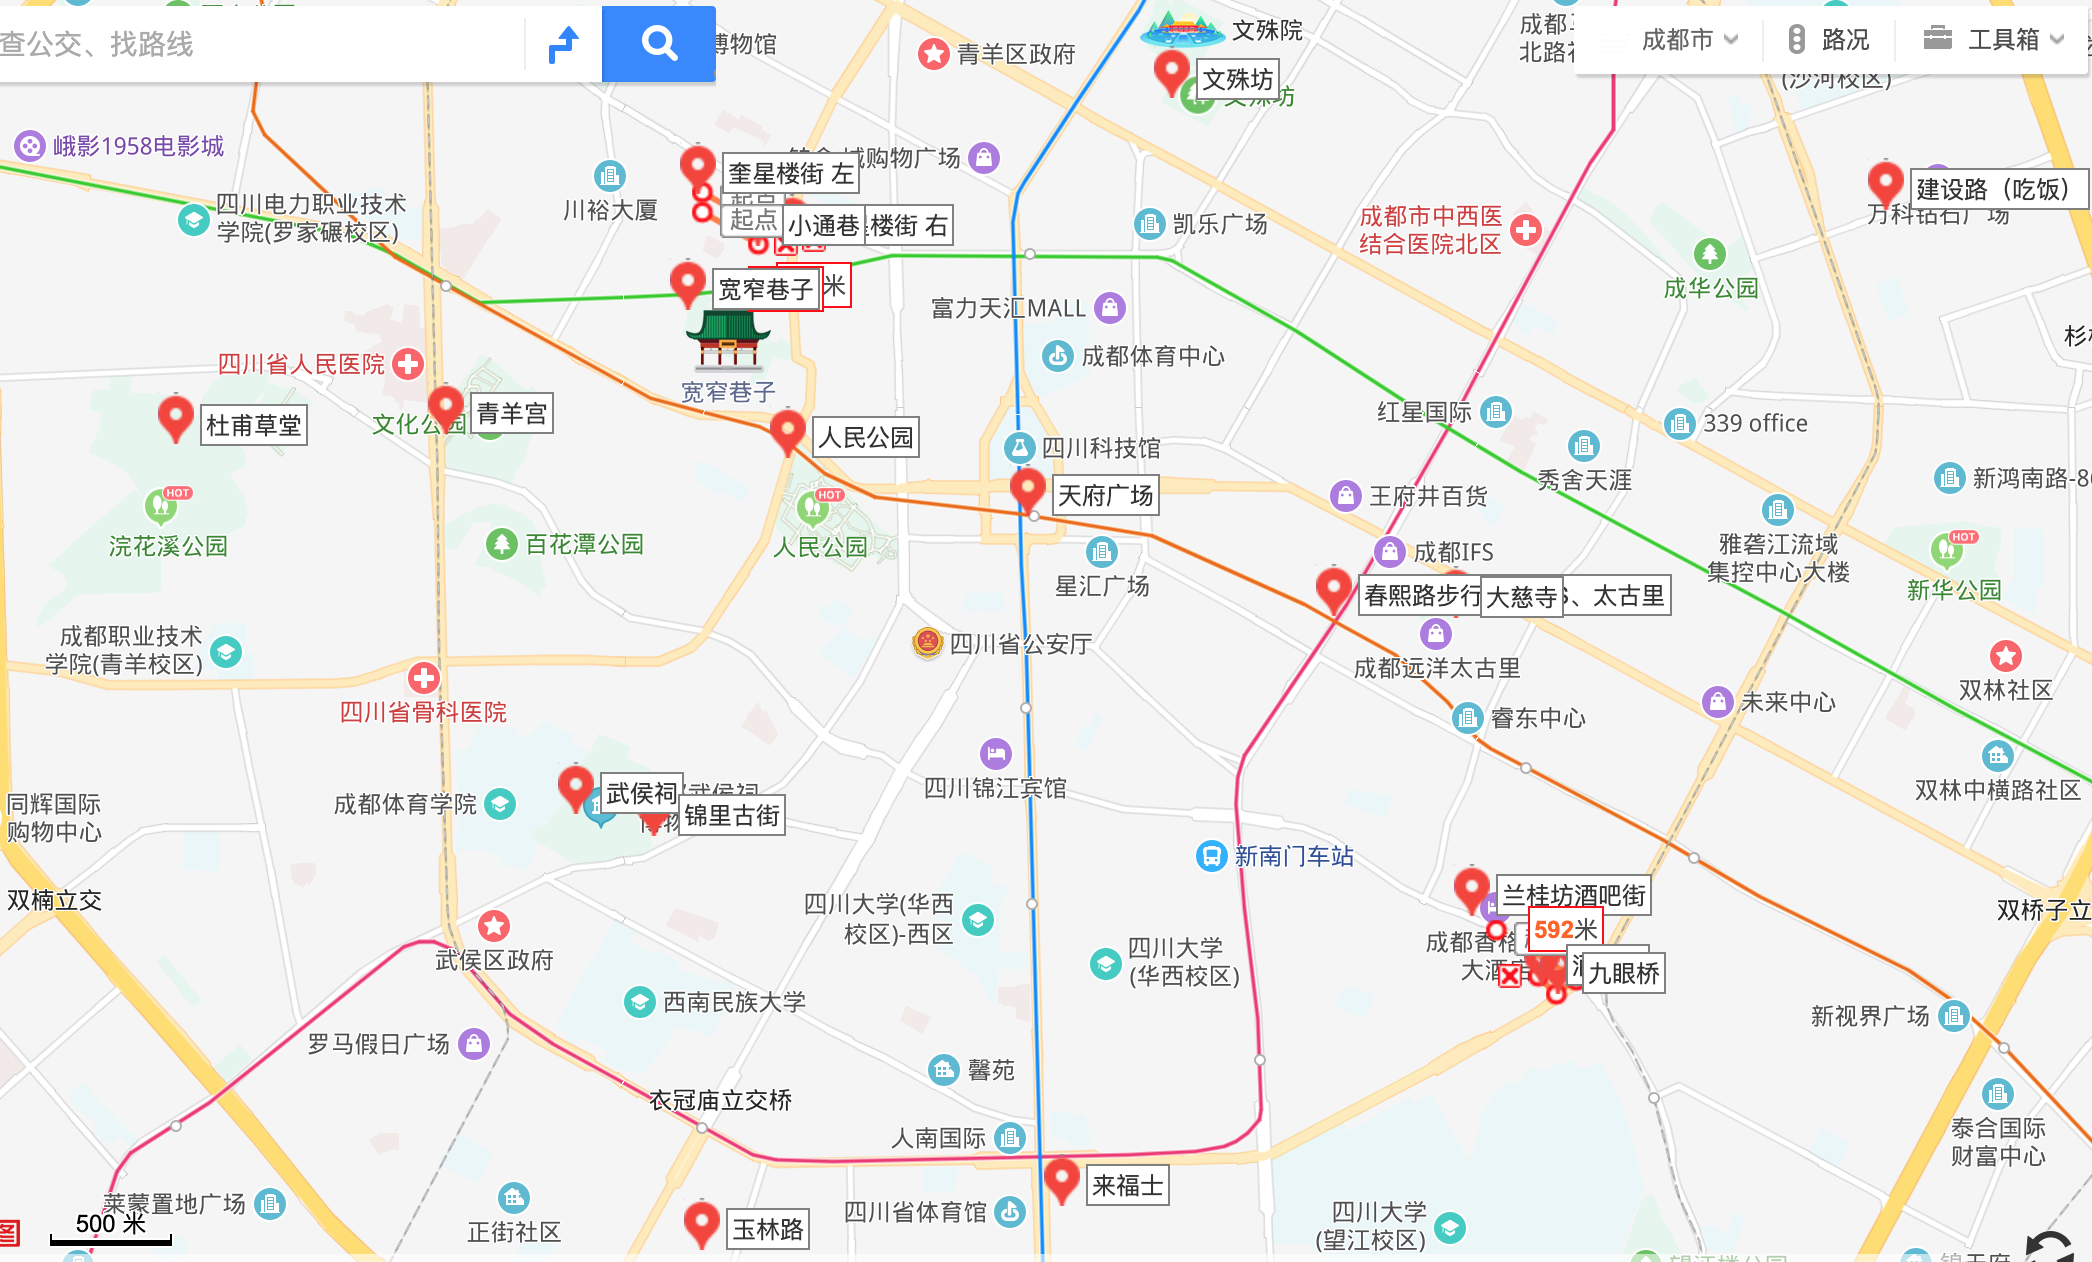 查公交、找路线
博物馆
青羊区政府
文殊院
文殊坊
成都市
路况
工具箱
(沙河校区)
峨影1958电影城
四川电力职业技术
学院(罗家碾校区)
川裕大厦
奎星楼街 左
城购物广场
起点
小通巷
楼街 右
凯乐广场
成都市中西医
结合医院北区
建设路（吃饭）
万科钻石广场
成华公园
宽窄巷子
米
宽窄巷子
富力天汇MALL
成都体育中心
四川省人民医院
杜甫草堂
文化公园
青羊宫
人民公园
四川科技馆
红星国际
339 office
秀舍天涯
天府广场
王府井百货
新鸿南路-86
HOT
浣花溪公园
百花潭公园
HOT
人民公园
星汇广场
成都IFS
雅砻江流域
集控中心大楼
HOT
新华公园
春熙路步行
大慈寺
、太古里
成都职业技术
学院(青羊校区)
四川省公安厅
成都远洋太古里
双林社区
四川省骨科医院
睿东中心
未来中心
四川锦江宾馆
双林中横路社区
同辉国际
购物中心
成都体育学院
武侯祠
锦里古街
新南门车站
双楠立交
四川大学(华西
校区)-西区
兰桂坊酒吧街
592米
成都香格
大酒店
九眼桥
双桥子立
武侯区政府
四川大学
(华西校区)
西南民族大学
罗马假日广场
新视界广场
馨苑
衣冠庙立交桥
人南国际
泰合国际
财富中心
来福士
莱蒙置地广场
500 米
正街社区
玉林路
四川省体育馆
四川大学
(望江校区)